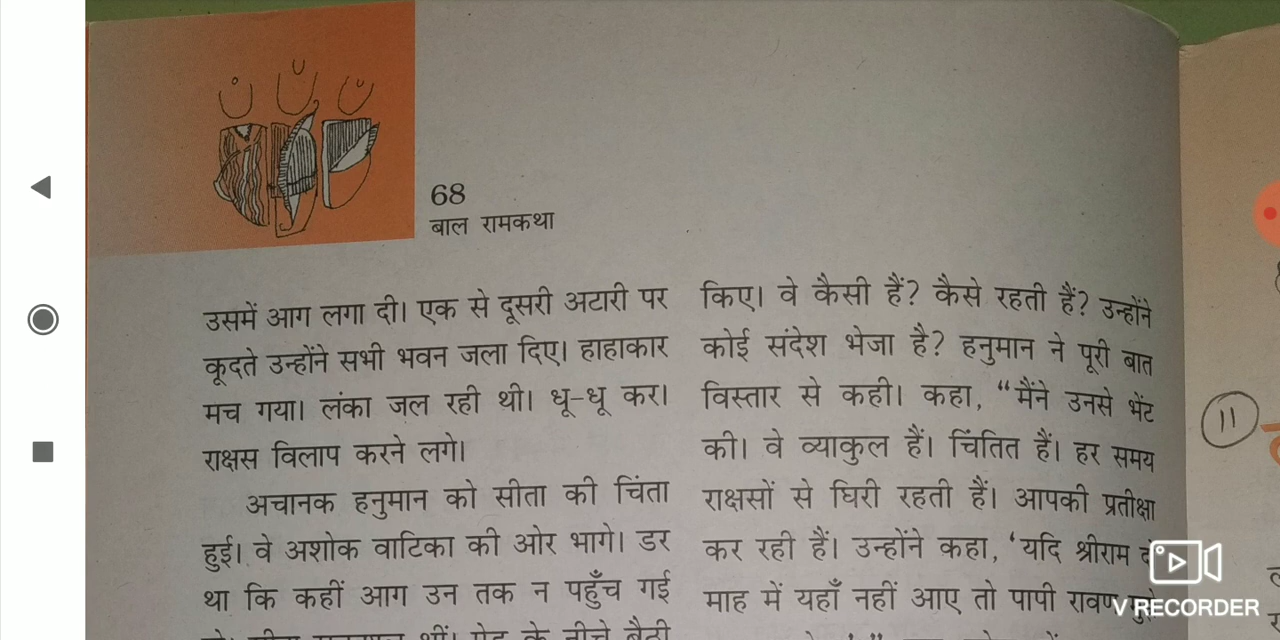 68
बाल रामकथा
उसमें आग लगा दी। एक से दूसरी अटारी पर
कूदते उन्होंने सभी भवन जला दिए। हाहाकार
मच गया। लंका जल रही थी। धू-धू कर।
राक्षस विलाप करने लगे।
अचानक हनुमान को सीता की चिंता
हुई। वे अशोक वाटिका की ओर भागे। डर
था कि कहीं आग उन तक न पहुँच गई
किए। वे कैसी हैं? कैसे रहती हैं? उन्होंने
कोई संदेश भेजा है? हनुमान ने पूरी बात
विस्तार से कही। कहा, “मैंने उनसे भेंट
की। वे व्याकुल हैं। चिंतित हैं। हर समय
राक्षसों से घिरी रहती हैं। आपकी प्रतीक्षा
कर रही हैं। उन्होंने कहा, ‘यदि श्रीराम
माह में यहाँ नहीं आए तो पापी रावण
11
V RECORDER